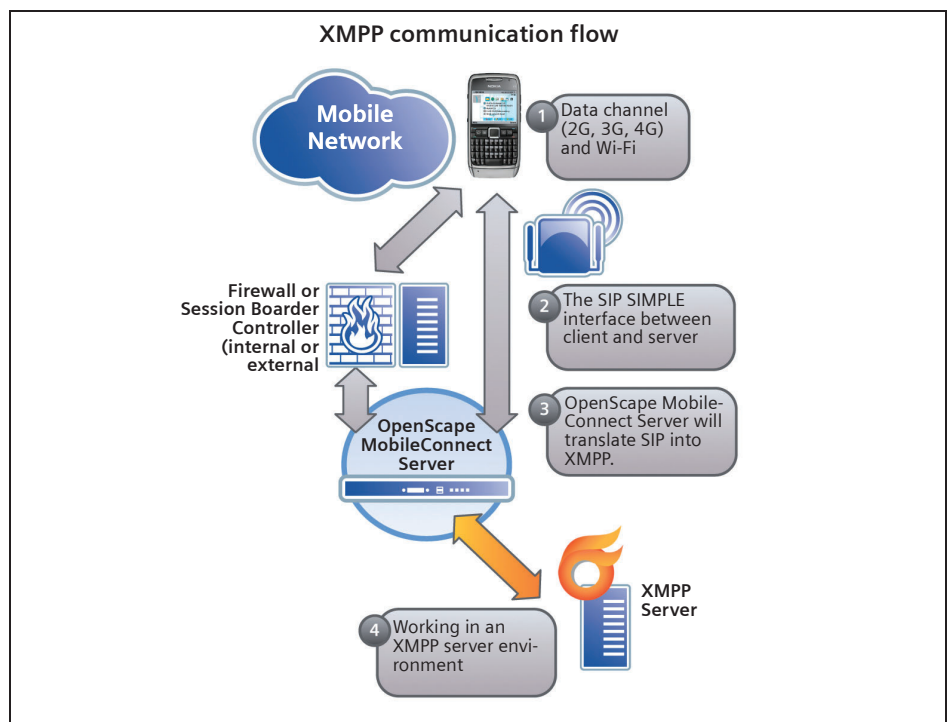 XMPP communication flow
Mobile
Network
NOKIA
1
Data channel
(2G, 3G, 4G)
and Wi-Fi
Firewall or
Session Boarder
Controller
(internal or
external
2
The SIP SIMPLE
interface between
client and server
3
OpenScape Mobile-
Connect Server will
translate SIP into
XMPP.
OpenScape
MobileConnect
Server
XMPP
Server
4
Working in an
XMPP server envi-
ronment